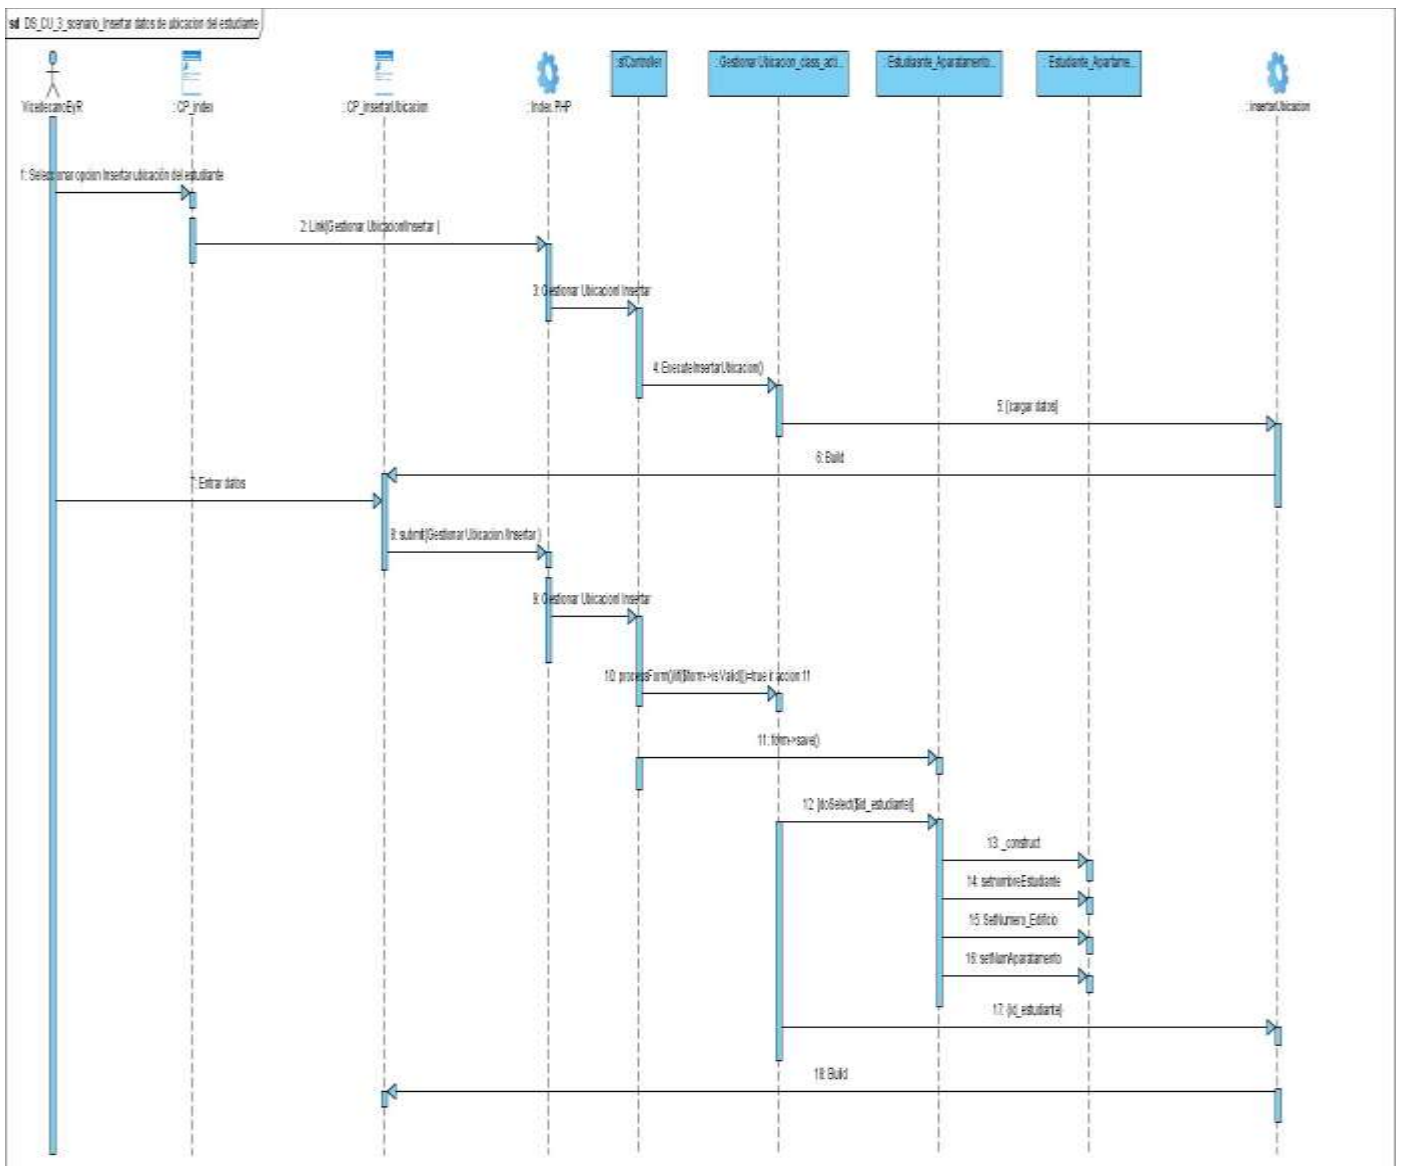 sd DS_CU_3_scenario_Insertar datos de ubicacion del estudiante
VicedecanoEyR
: CP_index
: CP_InsertarUbicacion
: Index.PHP
sfController
: Gestionar Ubicacion_class_acti...
Estudiasnte_Aparatamento...
Estudiante_Apartame...
: insertarUbicacion
1: Seleccionar opcion Insertar ubicación del estudiante
2: Link(Gestionar Ubicacion/Insertar )
3: Gestionar Ubicacion/ Insertar
4: ExecuteInsertarUbicacion()
5: [cargar datos]
6: Build
7: Entrar datos
8: submit(Gestionar Ubicacion /Insertar )
9: Gestionar Ubicacion/ Insertar
10: processForm()/if($form->isValid())=true ir accion 11
11: form->save()
12: [doSelect($id_estudiante)]
13: _construct
14: setnombreEstudiante
15: SetNumero_Edificio
16: setNumAparatamento
17: (id_estudiante)
18: Build